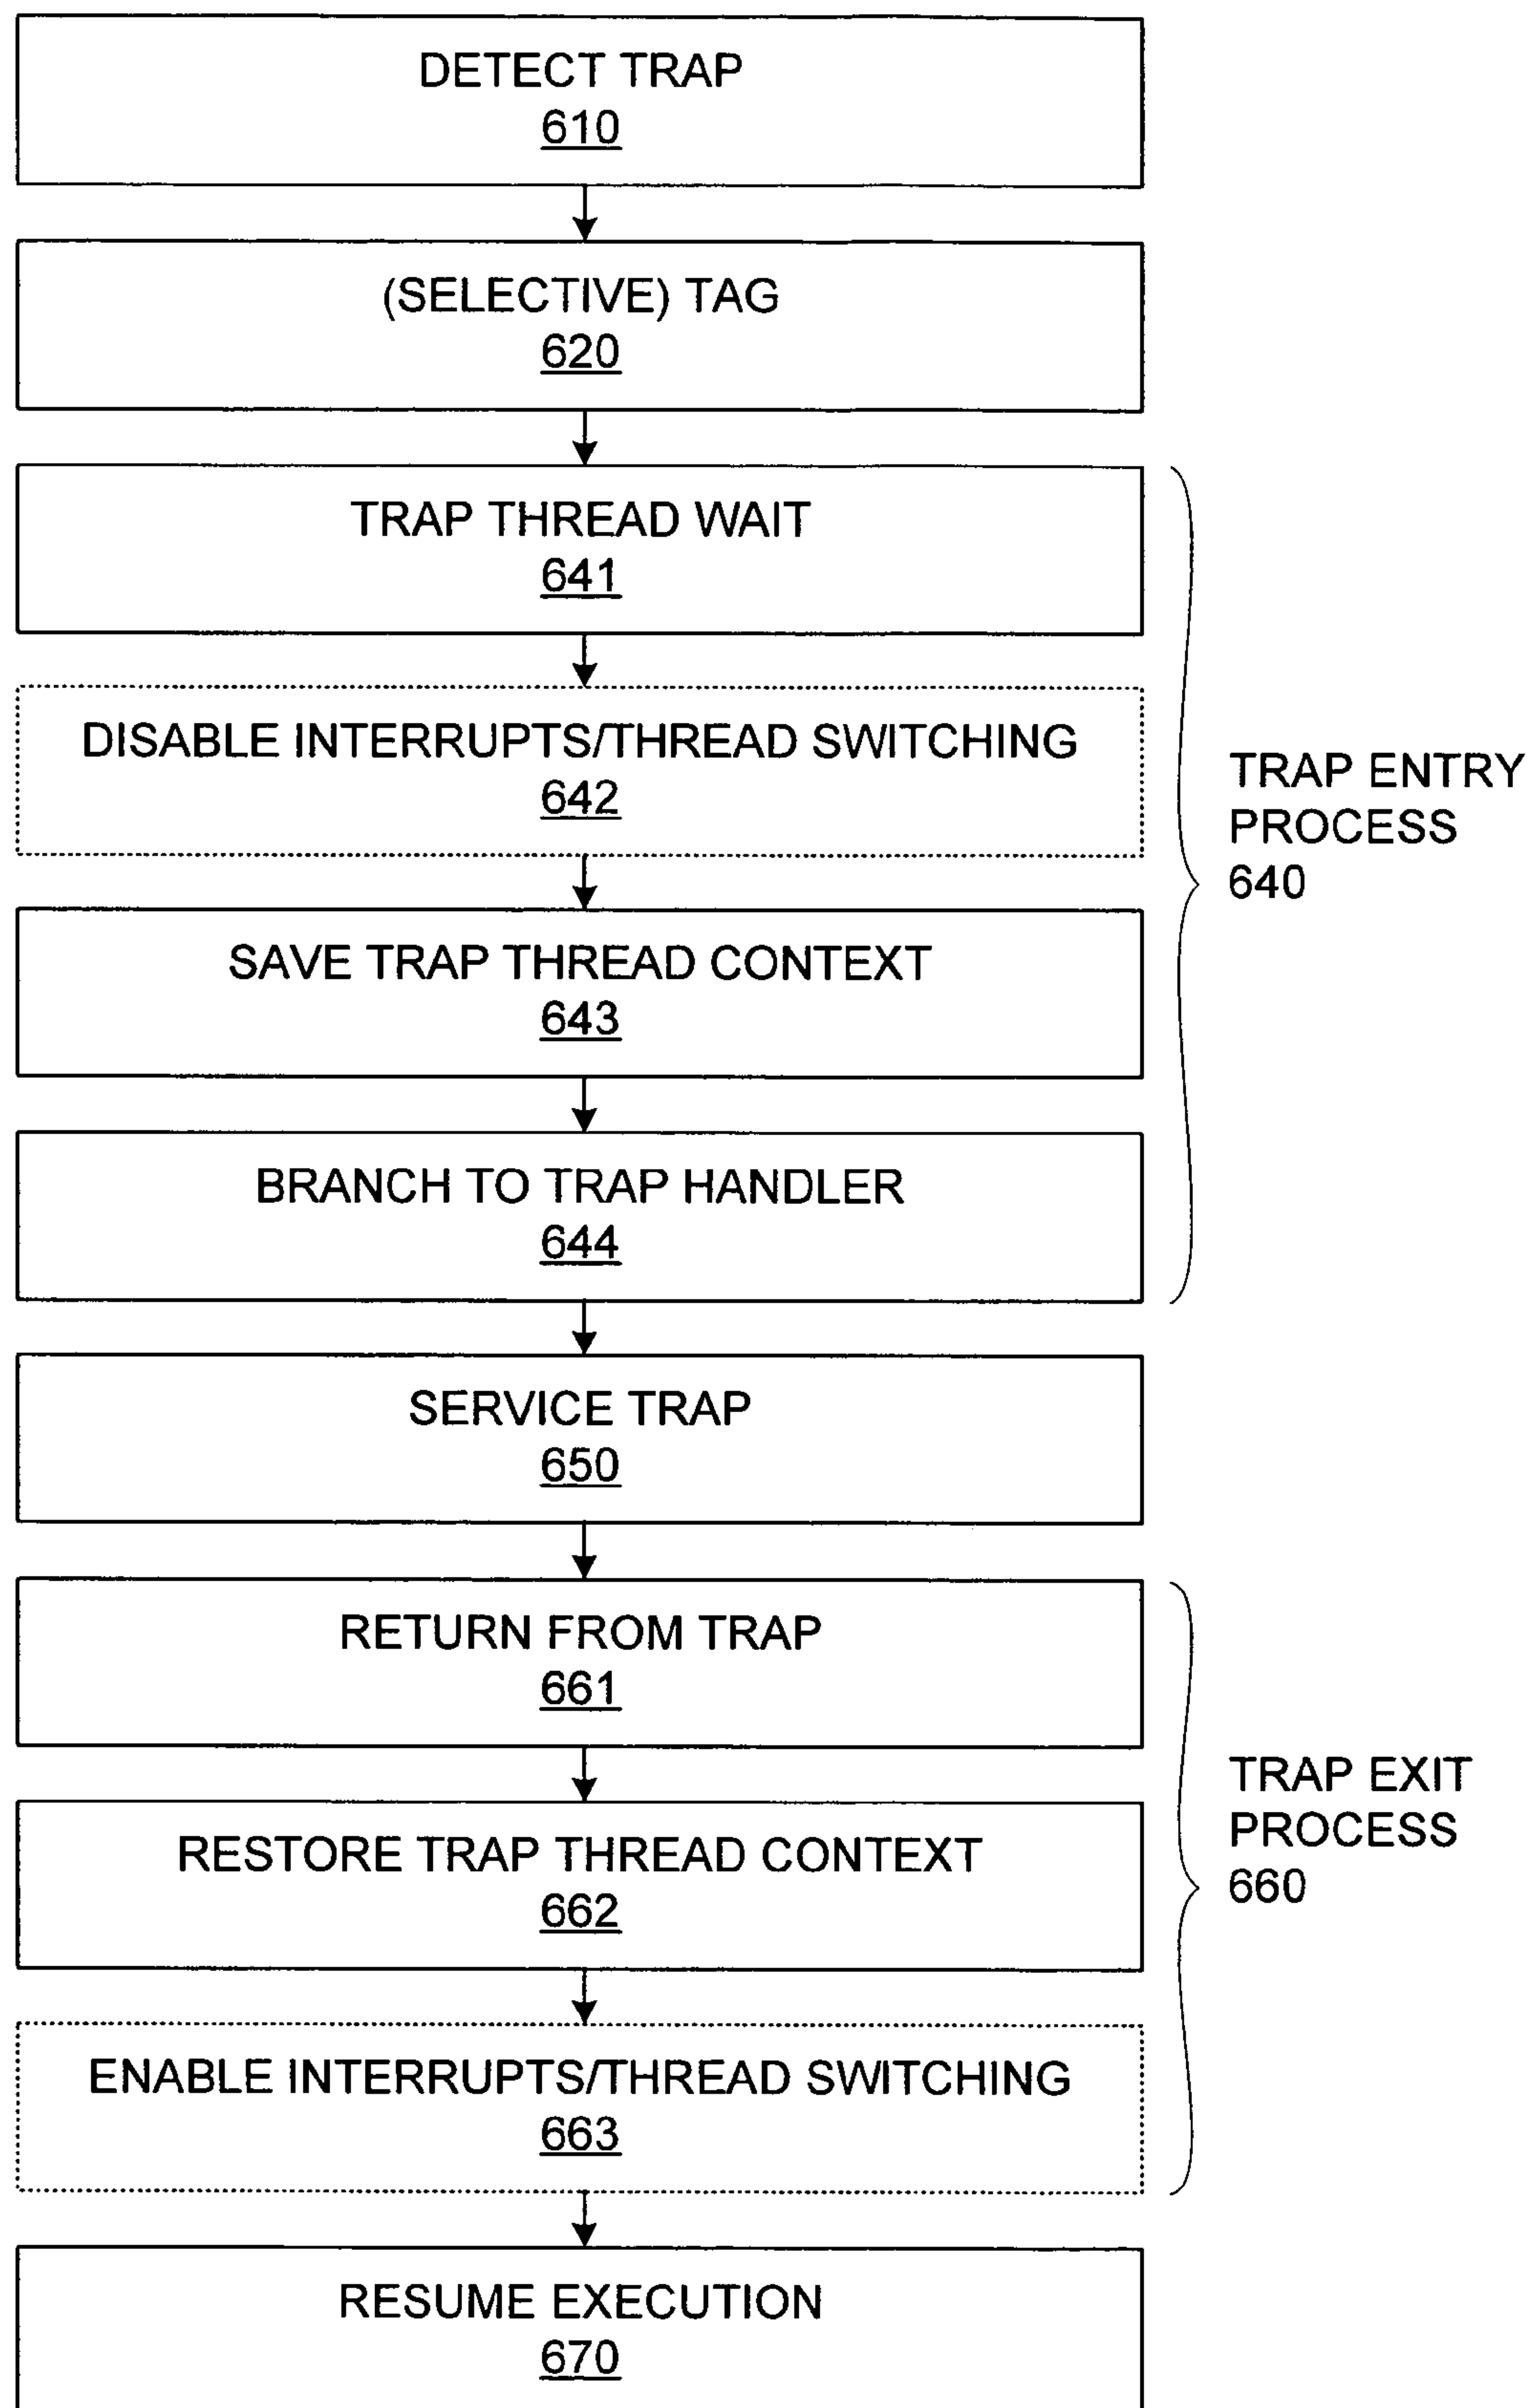 DETECT TRAP
610
(SELECTIVE) TAG
620
TRAP THREAD WAIT
641
DISABLE INTERRUPTS/THREAD SWITCHING
642
TRAP ENTRY
PROCESS
640
SAVE TRAP THREAD CONTEXT
643
BRANCH TO TRAP HANDLER
644
SERVICE TRAP
650
RETURN FROM TRAP
661
TRAP EXIT
PROCESS
660
RESTORE TRAP THREAD CONTEXT
662
ENABLE INTERRUPTS/THREAD SWITCHING
663
RESUME EXECUTION
670